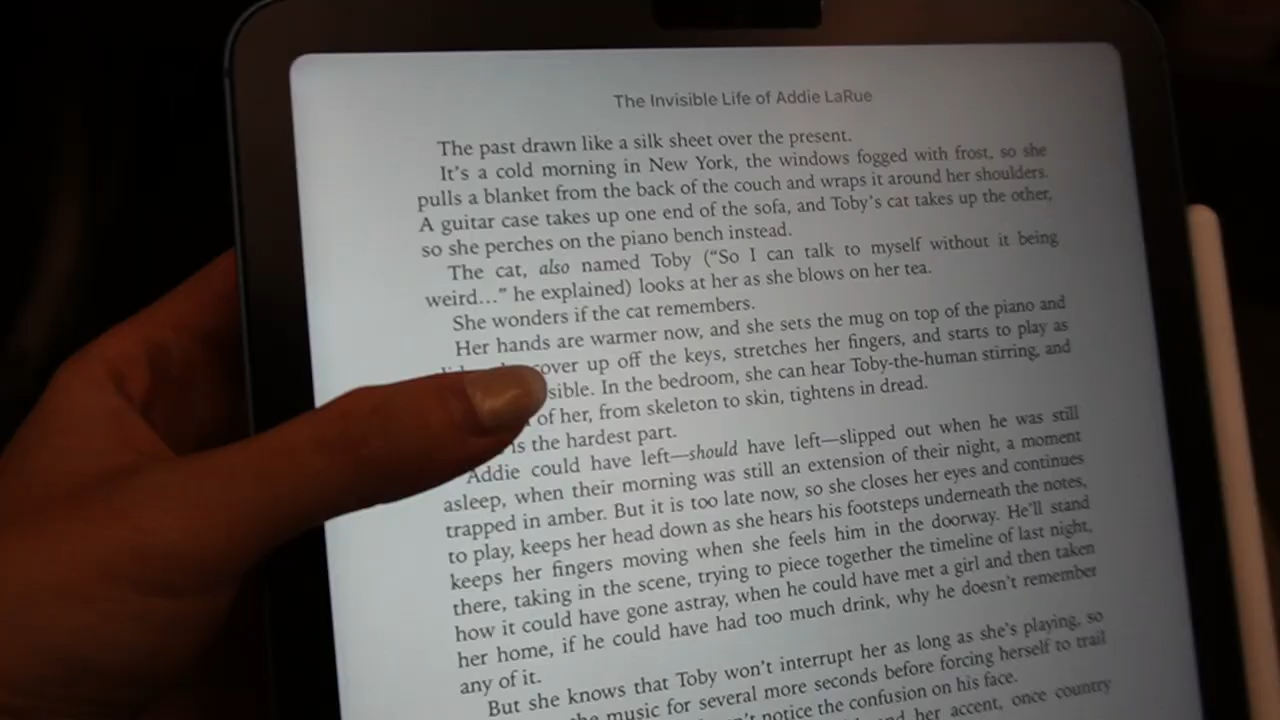 The Invisible Life of Addie LaRue
The past drawn like a silk sheet over the present.
It's a cold morning in New York, the windows fogged with frost, so she
pulls a blanket from the back of the couch and wraps it around her shoulders.
A guitar case takes up one end of the sofa, and Toby's cat takes up the other,
so she perches on the piano bench instead.
The cat, also named Toby (“So I can talk to myself without it being
weird…” he explained) looks at her as she blows on her tea.
She wonders if the cat remembers.
Her hands are warmer now, and she sets the mug on top of the piano and
cover up off the keys, stretches her fingers, and starts to play as
In the bedroom, she can hear Toby-the-human stirring, and
of her, from skeleton to skin, tightens in dread.
is the hardest part.
Addie could have left—should have left—slipped out when he was still
asleep, when their morning was still an extension of their night, a moment
trapped in amber. But it is too late now, so she closes her eyes and continues
to play, keeps her head down as she hears his footsteps underneath the notes,
keeps her fingers moving when she feels him in the doorway. He'll stand
there, taking in the scene, trying to piece together the timeline of last night,
how it could have gone astray, when he could have met a girl and then taken
her home, if he could have had too much drink, why he doesn't remember
any of it.
But she knows that Toby won't interrupt her as long as she's playing, so
music for several more seconds before forcing herself to trail
notice the confusion on his face.
her accent, once country